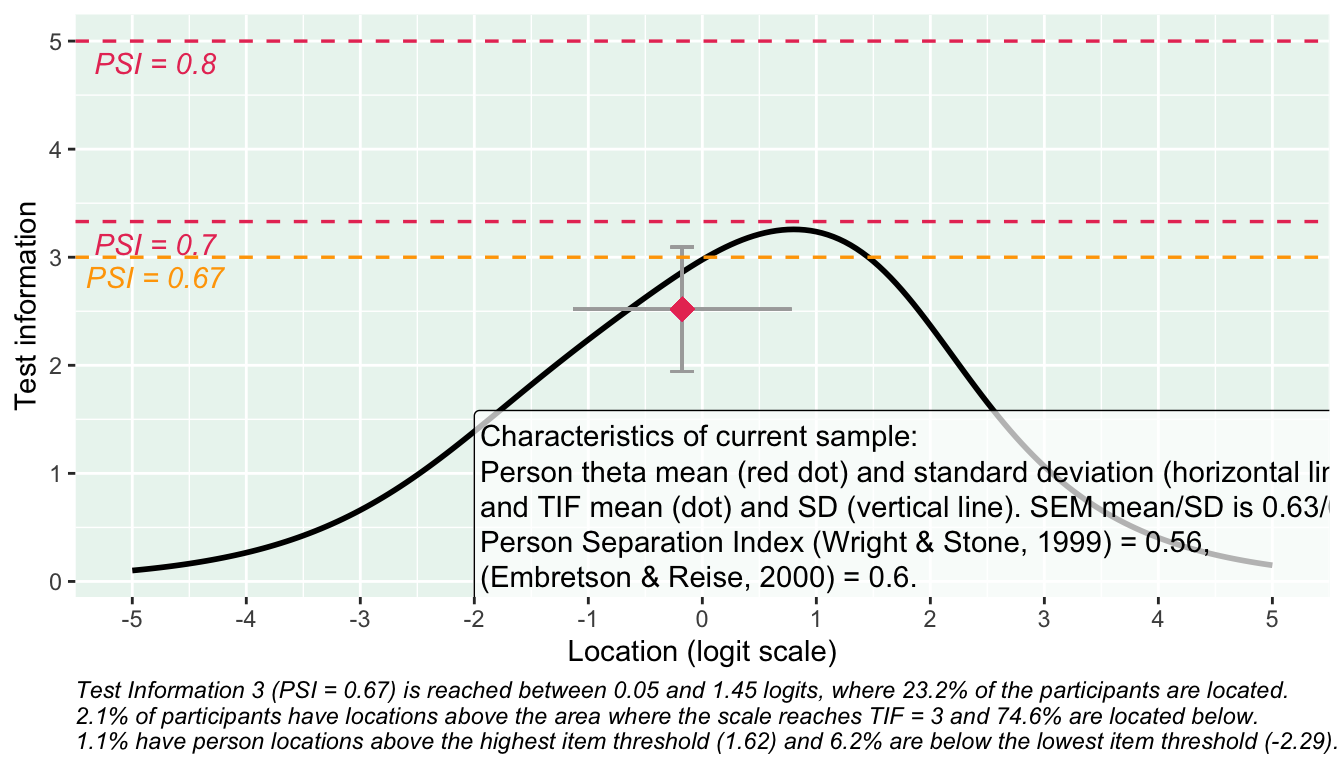 5
PSI = 0.8
4
PSI = 0.7
3
PSI = 0.67
Test information
2
1
0
Characteristics of current sample:
Person theta mean (red dot) and standard deviation (horizontal
and TIF mean (dot) and SD (vertical line). SEM mean/SD is 0.63/
Person Separation Index (Wright & Stone, 1999) = 0.56,
(Embretson & Reise, 2000) = 0.6.
-5 -4 -3 -2 -1 0 1 2 3 4 5
Location (logit scale)
Test Information 3 (PSI = 0.67) is reached between 0.05 and 1.45 logits, where 23.2% of the participants are located.
2.1% of participants have locations above the area where the scale reaches TIF = 3 and 74.6% are located below.
1.1% have person locations above the highest item threshold (1.62) and 6.2% are below the lowest item threshold (-2.29).